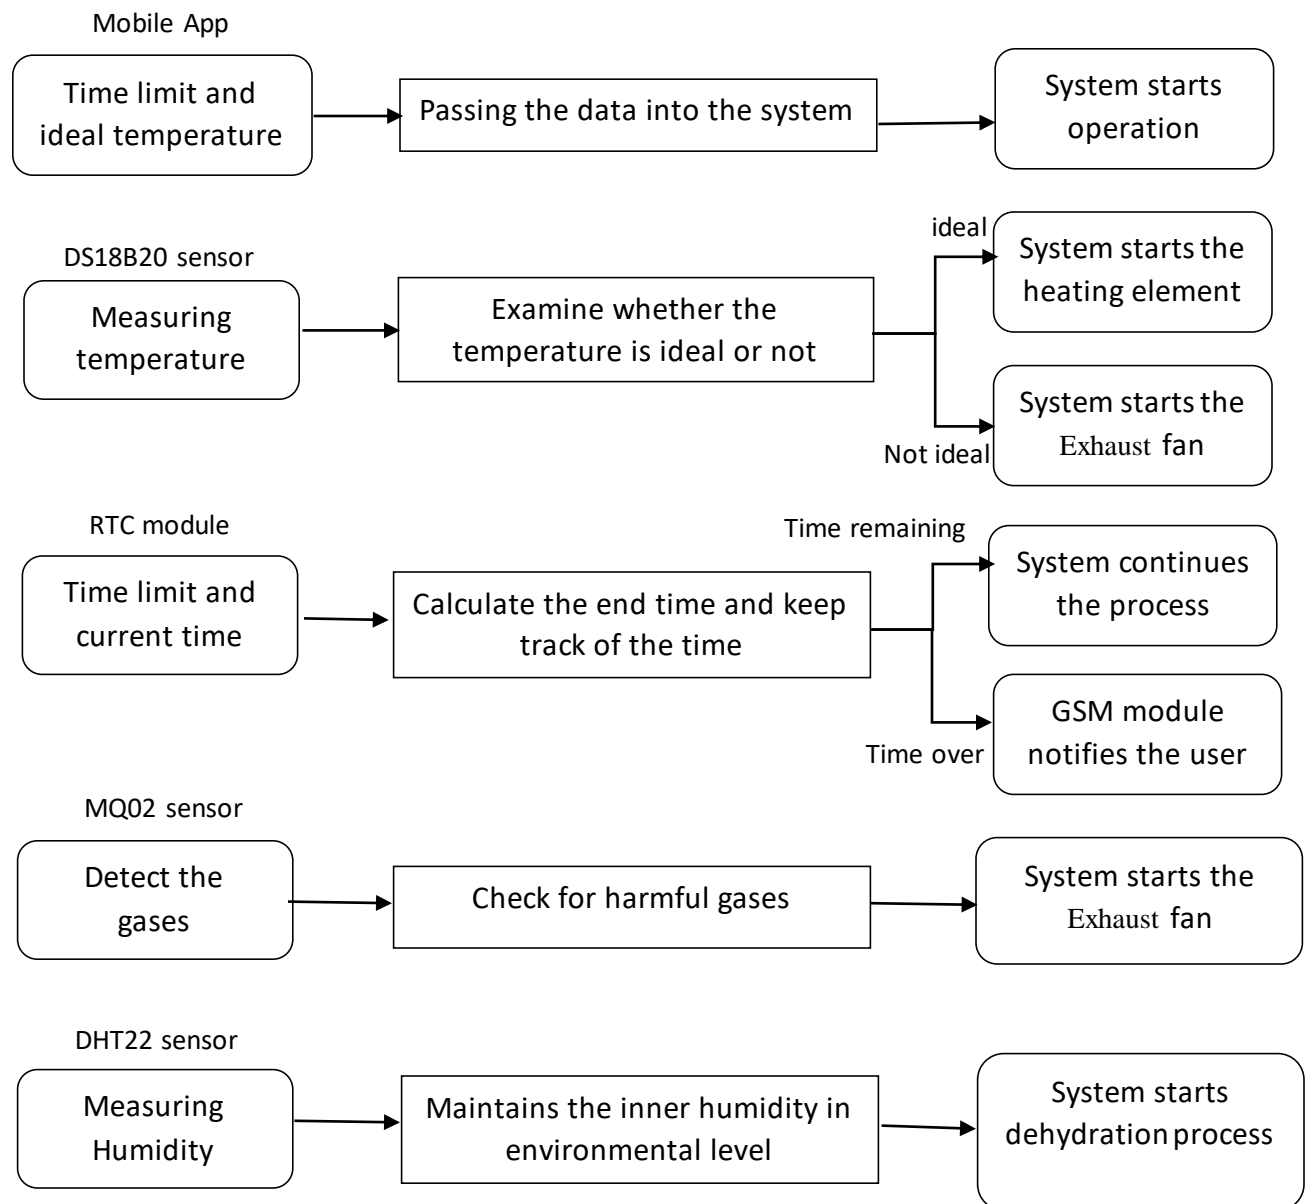 Mobile App
Time limit and
ideal temperature
Passing the data into the system
System starts
operation
DS18B20 sensor
Measuring
temperature
Examine whether the
temperature is ideal or not
ideal
System starts the
heating element
Not ideal
System starts the
Exhaust fan
RTC module
Time limit and
current time
Calculate the end time and keep
track of the time
Time remaining
System continues
the process
Time over
GSM module
notifies the user
MQ02 sensor
Detect the
gases
Check for harmful gases
System starts the
Exhaust fan
DHT22 sensor
Measuring
Humidity
Maintains the inner humidity in
environmental level
System starts
dehydration process